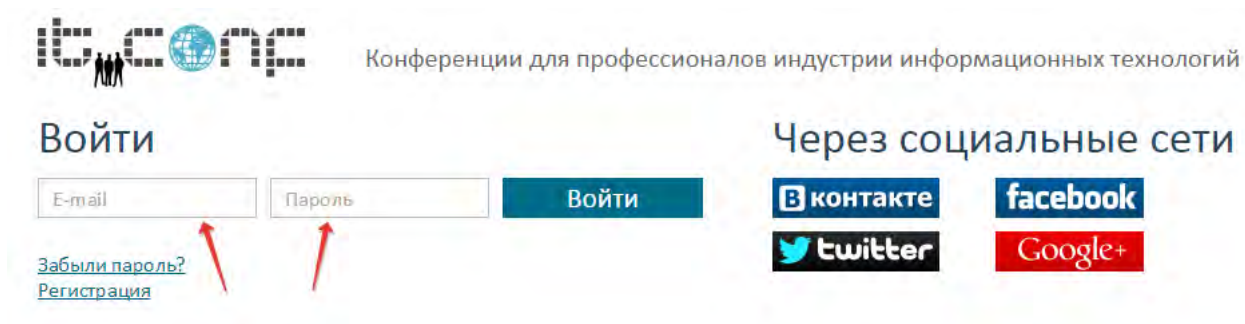 it conf
Конференции для профессионалов индустрии информационных технологий
Войти
E-mail
Пароль
Войти
Забыли пароль?
Регистрация
Через социальные сети
В контакте
facebook
twitter
Google+